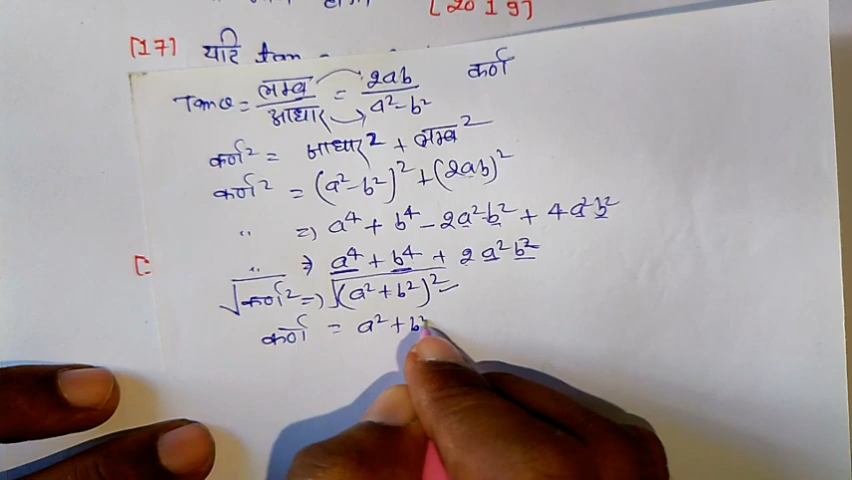 [2019]
[17] यदि tan
Tanθ = लम्ब/आधार = 2ab/a²-b² कर्ण
कर्ण² = आधार² + लम्ब²
कर्ण² = (a²-b²)² + (2ab)²
" ⇒ a⁴ + b⁴ - 2a²b² + 4a²b²
" ⇒ a⁴ + b⁴ + 2a²b²
√कर्ण² ⇒ √(a²+b²)²
कर्ण = a² + b²